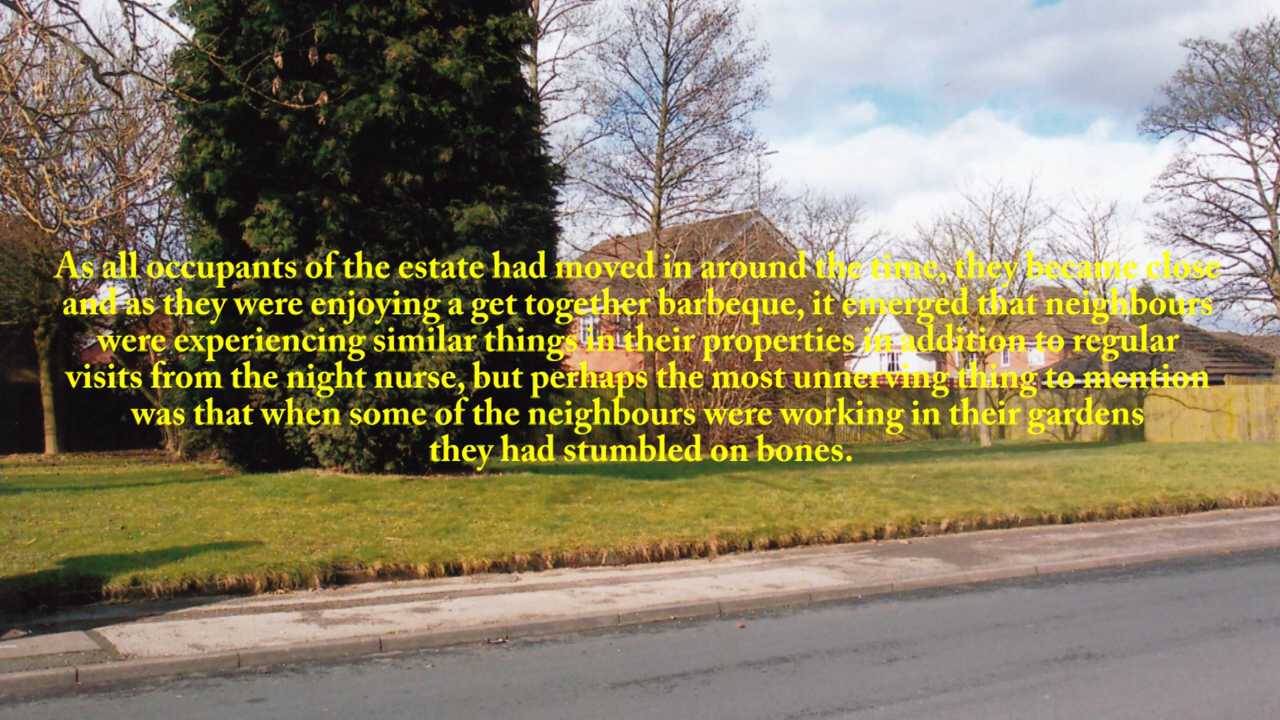 As all occupants of the estate had moved in around the time, they became close
and as they were enjoying a get together barbeque, it emerged that neighbours
were experiencing similar things in their properties in addition to regular
visits from the night nurse, but perhaps the most unnerving thing to mention
was that when some of the neighbours were working in their gardens
they had stumbled on bones.